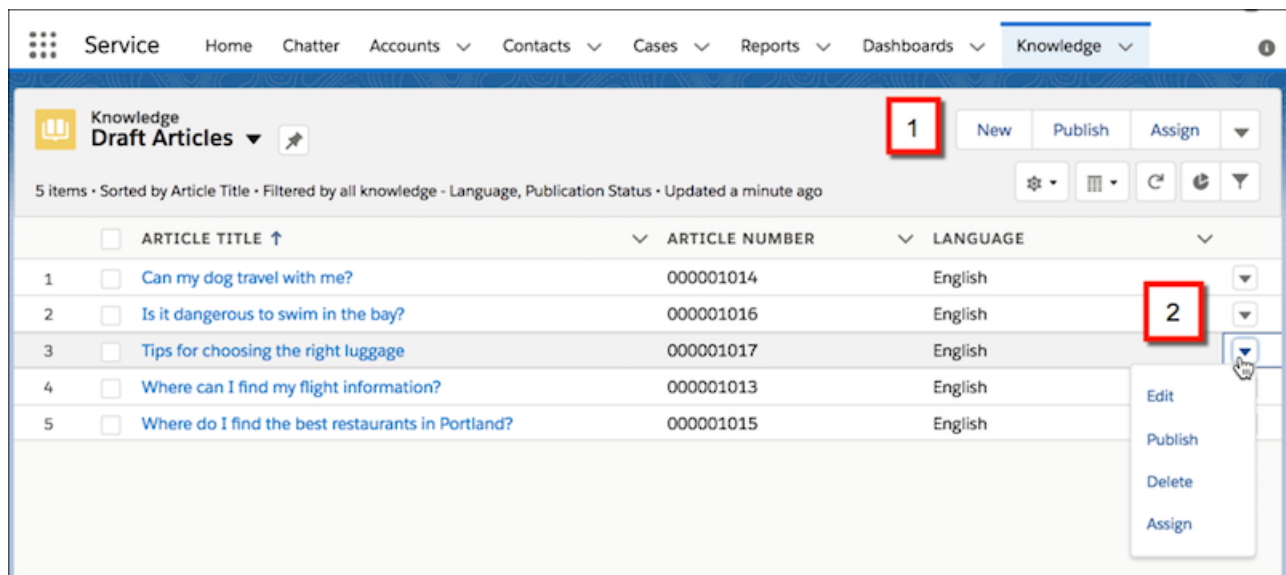 Service Home Chatter Accounts Contacts Cases Reports Dashboards Knowledge
Knowledge
Draft Articles
1 New Publish Assign
5 items • Sorted by Article Title • Filtered by all knowledge - Language, Publication Status • Updated a minute ago
ARTICLE TITLE ARTICLE NUMBER LANGUAGE
1 Can my dog travel with me? 000001014 English
2 Is it dangerous to swim in the bay? 000001016 English
2
3 Tips for choosing the right luggage 000001017 English
4 Where can I find my flight information? 000001013 English
5 Where do I find the best restaurants in Portland? 000001015 English
Edit
Publish
Delete
Assign